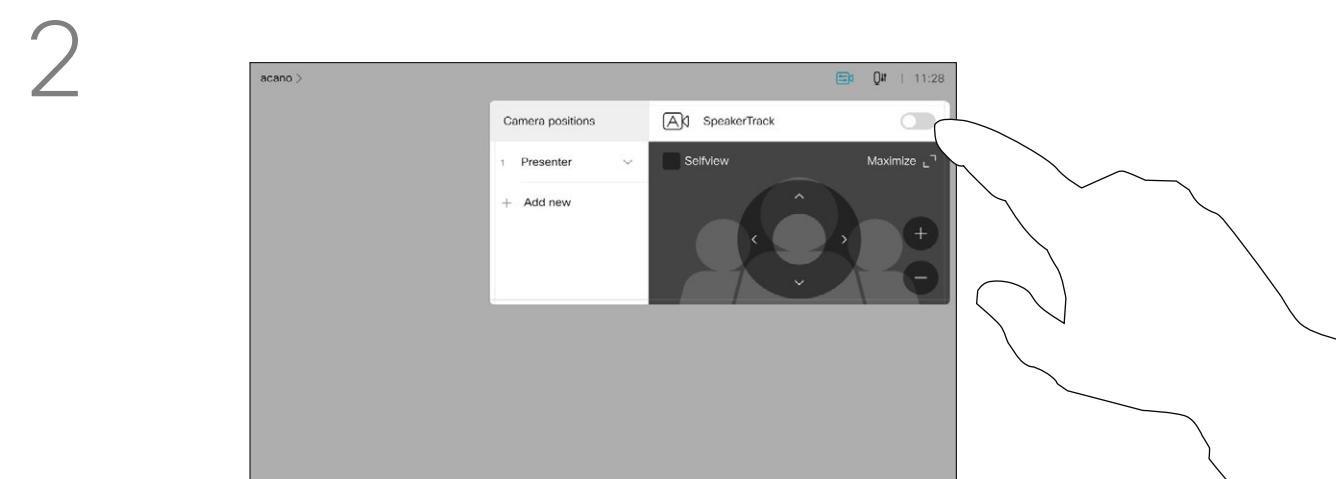 2
acano >
| 11:28
Camera positions
SpeakerTrack
1 Presenter
Selfview
Maximize
+ Add new